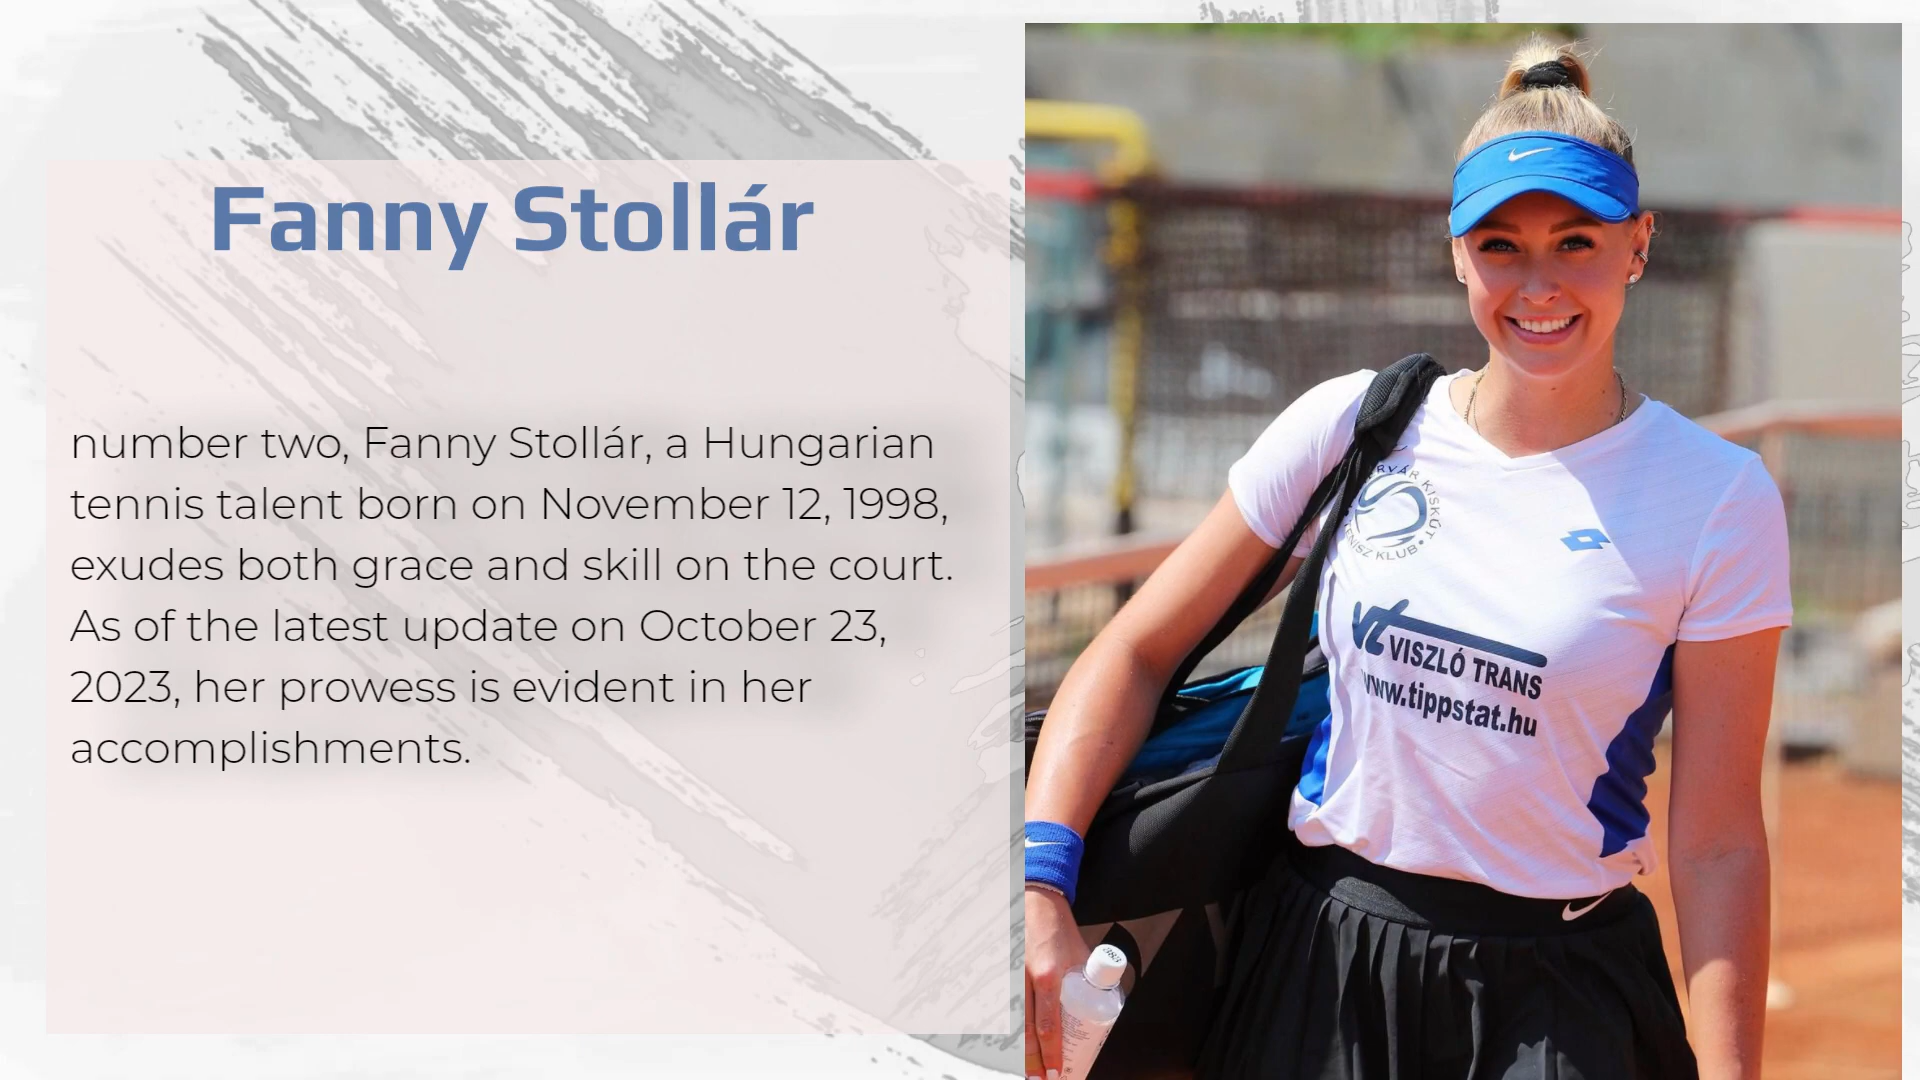 Fanny Stollár
number two, Fanny Stollár, a Hungarian
tennis talent born on November 12, 1998,
exudes both grace and skill on the court.
As of the latest update on October 23,
2023, her prowess is evident in her
accomplishments.
VISZLÓ TRANS
www.tippstat.hu